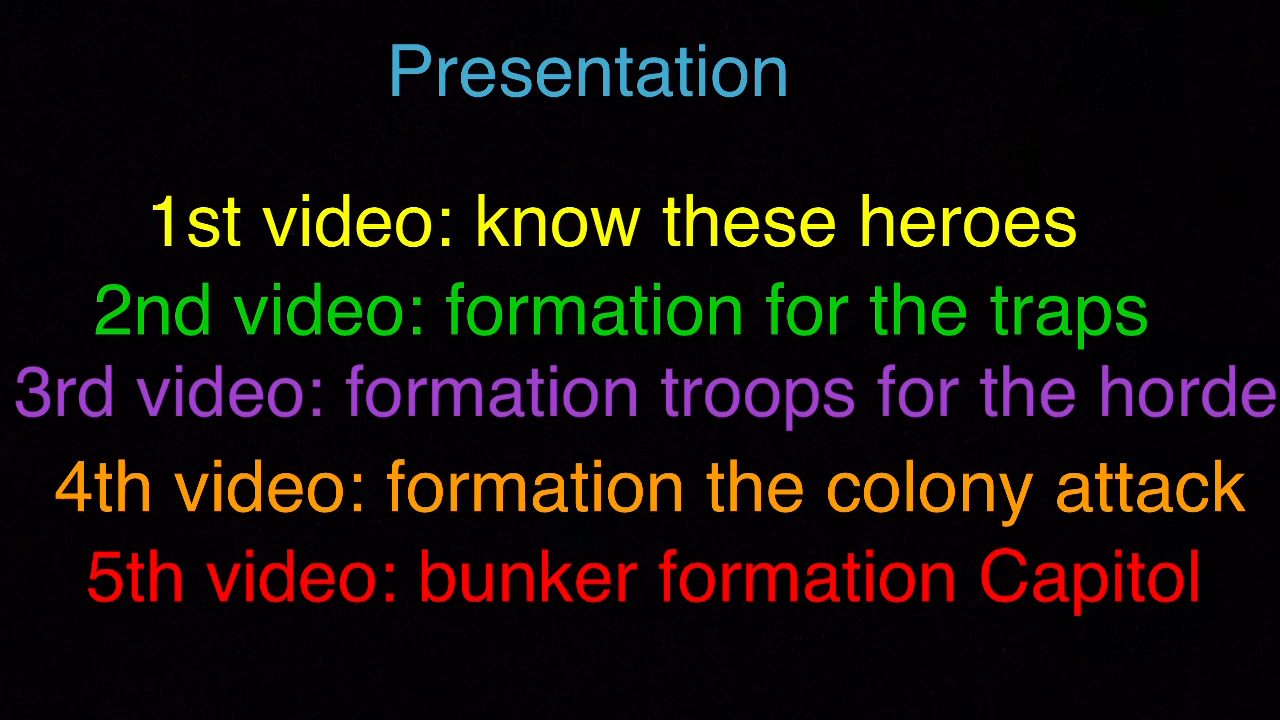 Presentation
1st video: know these heroes
2nd video: formation for the traps
3rd video: formation troops for the horde
4th video: formation the colony attack
5th video: bunker formation Capitol